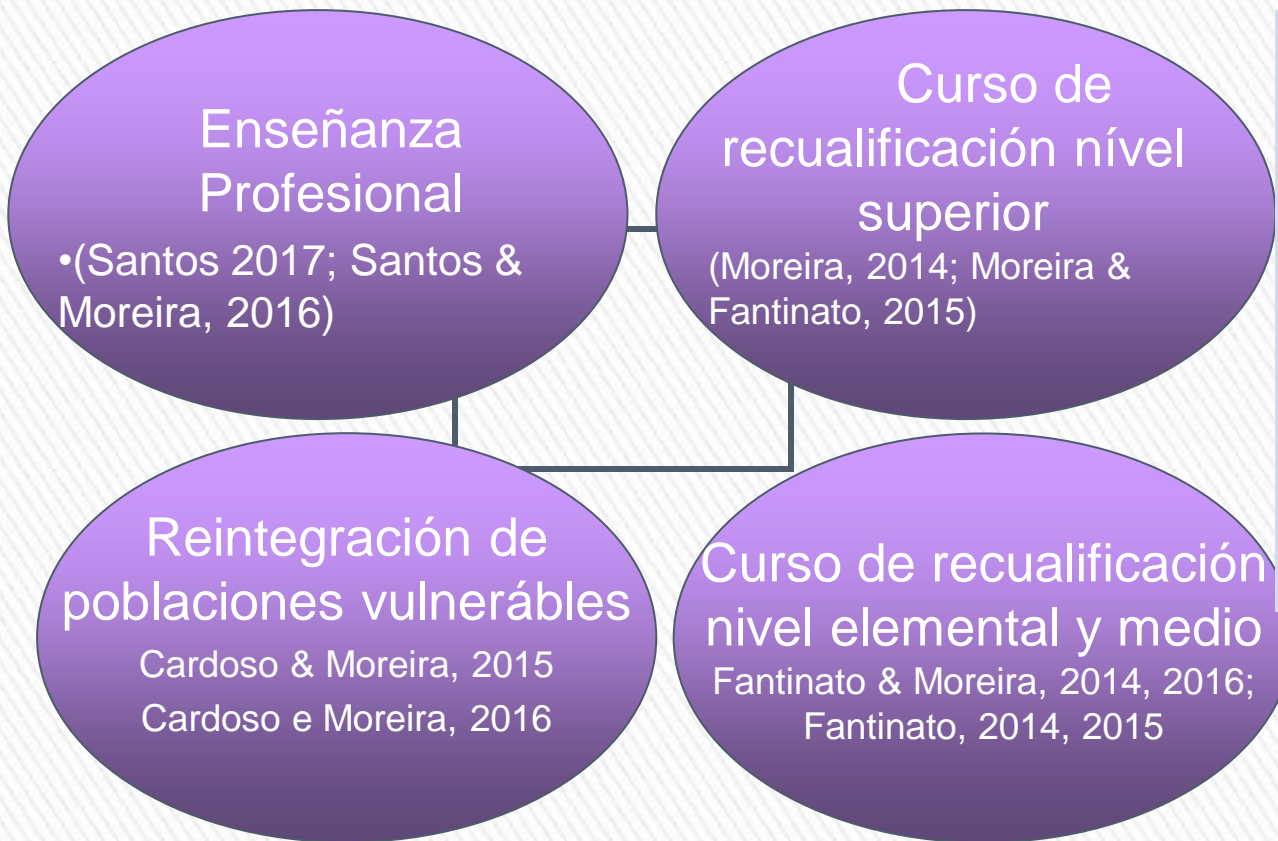 Enseñanza
Profesional
•(Santos 2017; Santos &
Moreira, 2016)
Curso de
recualificación nível
superior
(Moreira, 2014; Moreira &
Fantinato, 2015)
Reintegración de
poblaciones vulnerábles
Cardoso & Moreira, 2015
Cardoso e Moreira, 2016
Curso de recualificación
nivel elemental y medio
Fantinato & Moreira, 2014, 2016;
Fantinato, 2014, 2015